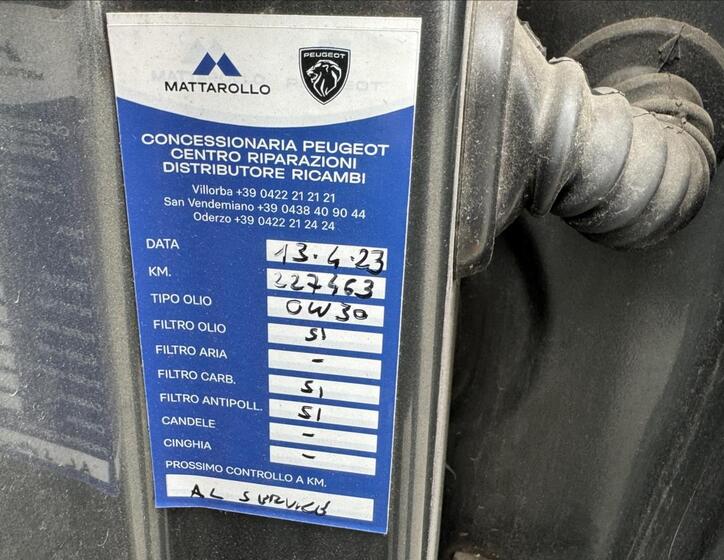 MATTAROLLO
PEUGEOT
CONCESSIONARIA PEUGEOT
CENTRO RIPARAZIONI
DISTRIBUTORE RICAMBI
Villorba +39 0422 21 21 21
San Vendemiano +39 0438 40 90 44
Oderzo +39 0422 21 24 24
DATA 13.4.23
KM. 227463
TIPO OLIO 0W30
FILTRO OLIO SI
FILTRO ARIA -
FILTRO CARB. SI
FILTRO ANTIPOLL. SI
CANDELE -
CINGHIA -
PROSSIMO CONTROLLO A KM.
AL SERVICE